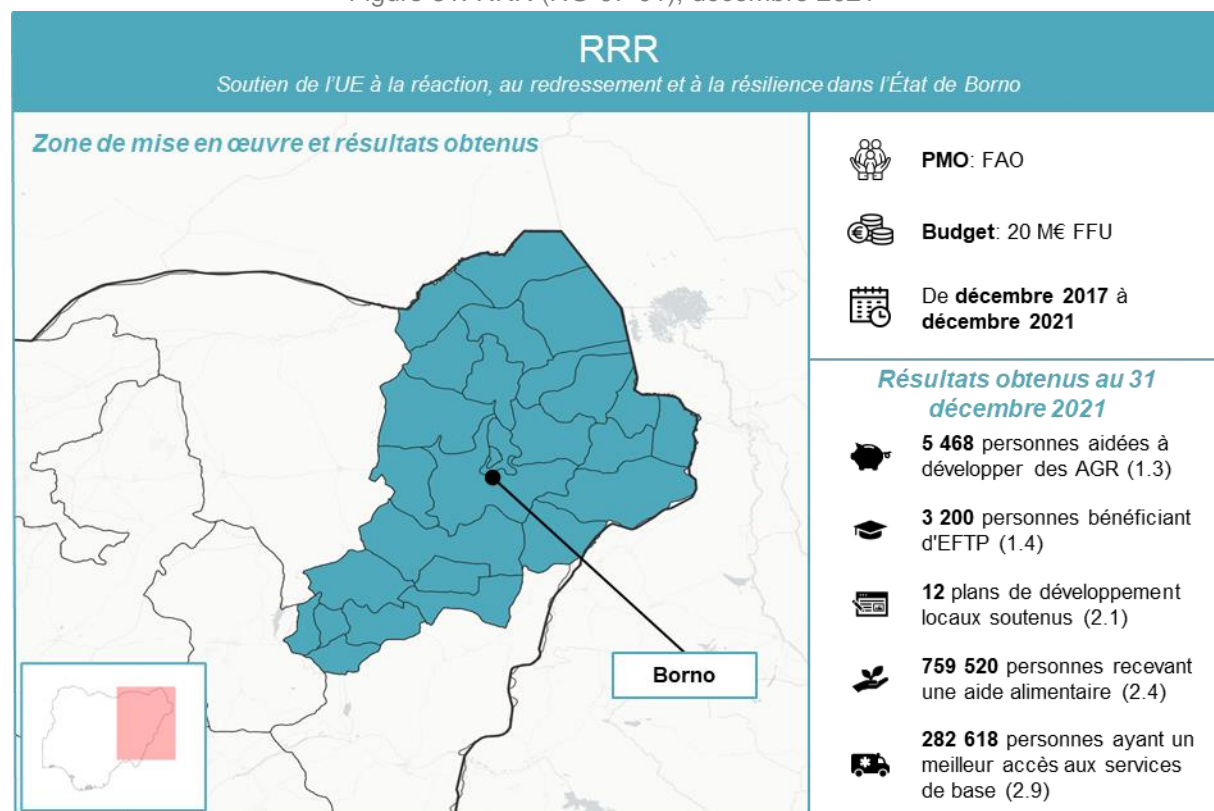 RRR
Soutien de l'UE à la réaction, au redressement et à la résilience dans l'État de Borno
Zone de mise en œuvre et résultats obtenus
Borno
PMO: FAO
Budget: 20 M€ FFU
De décembre 2017 à
décembre 2021
Résultats obtenus au 31
décembre 2021
5 468 personnes aidées à
développer des AGR (1.3)
3 200 personnes bénéficiant
d'EFTP (1.4)
12 plans de développement
locaux soutenus (2.1)
759 520 personnes recevant
une aide alimentaire (2.4)
282 618 personnes ayant un
meilleur accès aux services
de base (2.9)